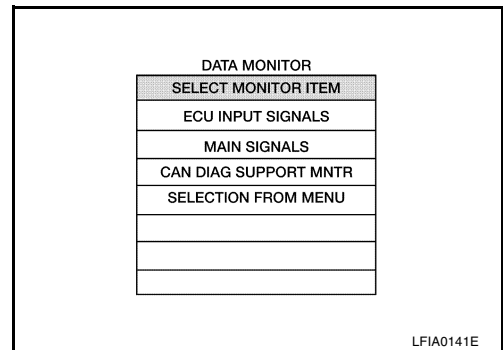 DATA MONITOR
SELECT MONITOR ITEM
ECU INPUT SIGNALS
MAIN SIGNALS
CAN DIAG SUPPORT MNTR
SELECTION FROM MENU
LFIA0141E